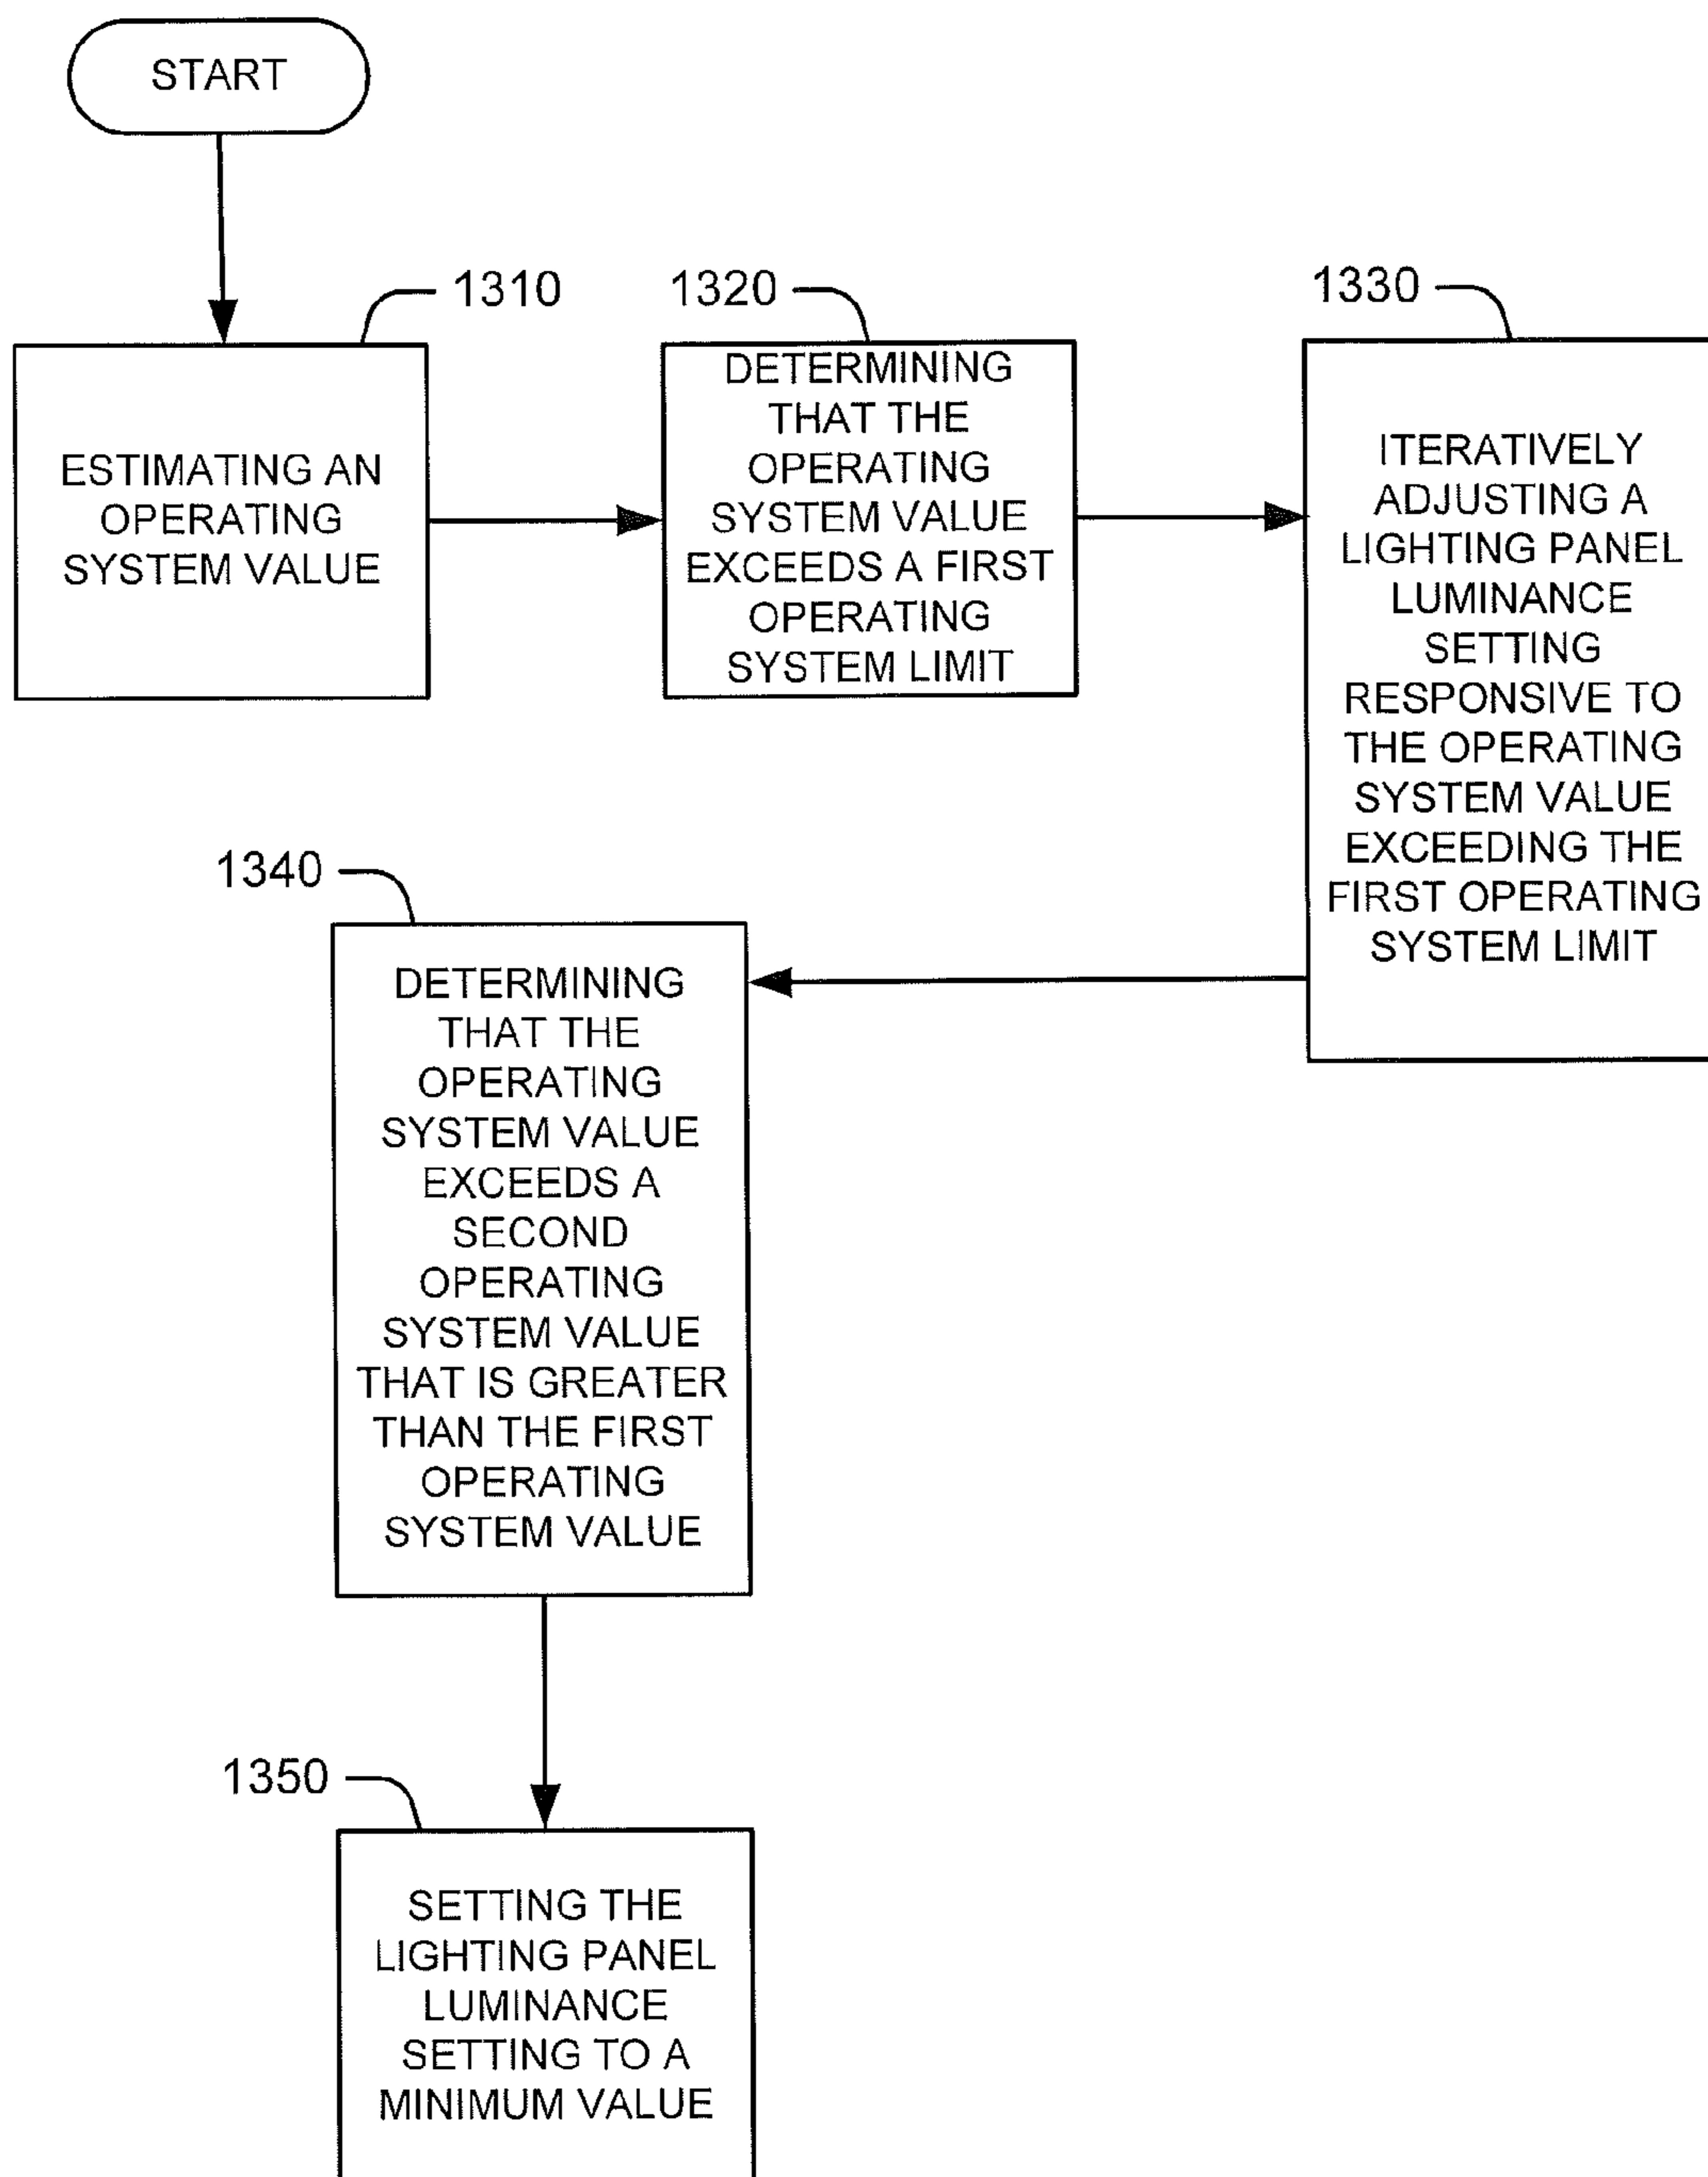 START
1310
ESTIMATING AN
OPERATING
SYSTEM VALUE
1320
DETERMINING
THAT THE
OPERATING
SYSTEM VALUE
EXCEEDS A FIRST
OPERATING
SYSTEM LIMIT
1330
ITERATIVELY
ADJUSTING A
LIGHTING PANEL
LUMINANCE
SETTING
RESPONSIVE TO
THE OPERATING
SYSTEM VALUE
EXCEEDING THE
FIRST OPERATING
SYSTEM LIMIT
1340
DETERMINING
THAT THE
OPERATING
SYSTEM VALUE
EXCEEDS A
SECOND
OPERATING
SYSTEM VALUE
THAT IS GREATER
THAN THE FIRST
OPERATING
SYSTEM VALUE
1350
SETTING THE
LIGHTING PANEL
LUMINANCE
SETTING TO A
MINIMUM VALUE